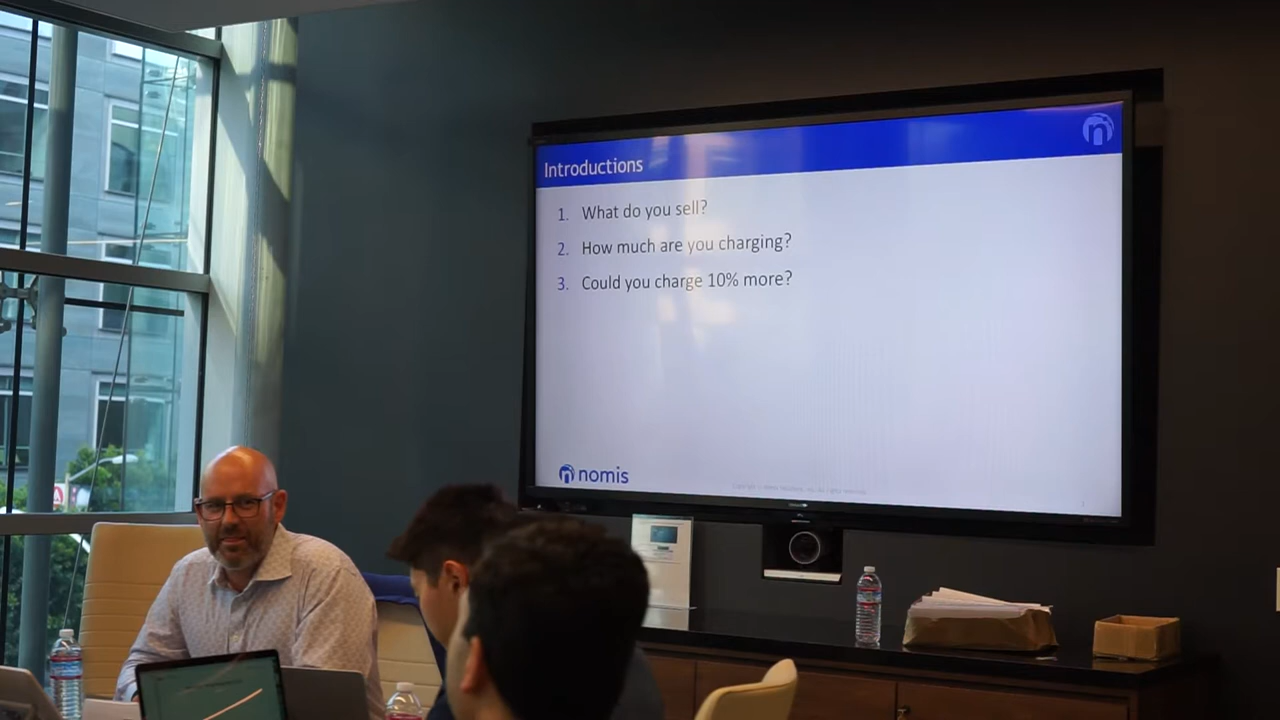 Introductions
1. What do you sell?
2. How much are you charging?
3. Could you charge 10% more?
nomis